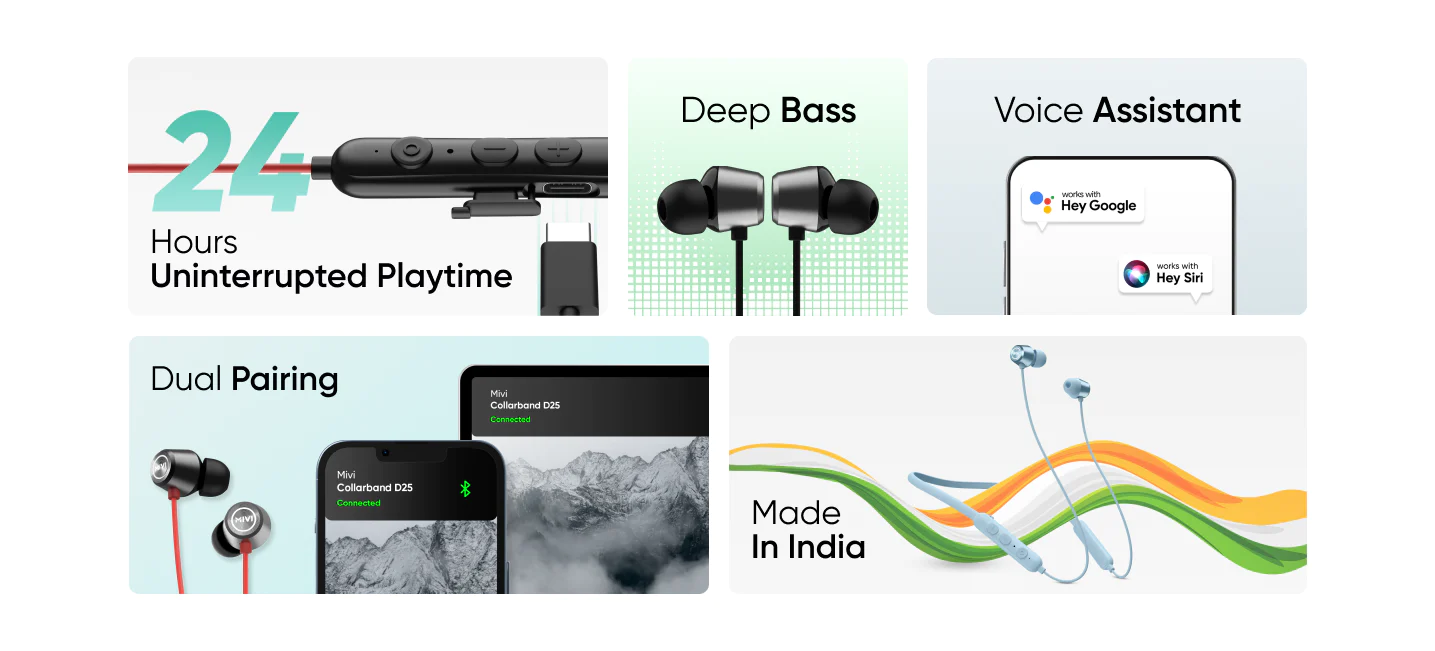 24
Hours
Uninterrupted Playtime
Deep Bass
Voice Assistant
works with
Hey Google
works with
Hey Siri
Dual Pairing
Mivi
Collarband D25
Connected
Mivi
Collarband D25
Connected
MIVI
MIVI
Made
In India